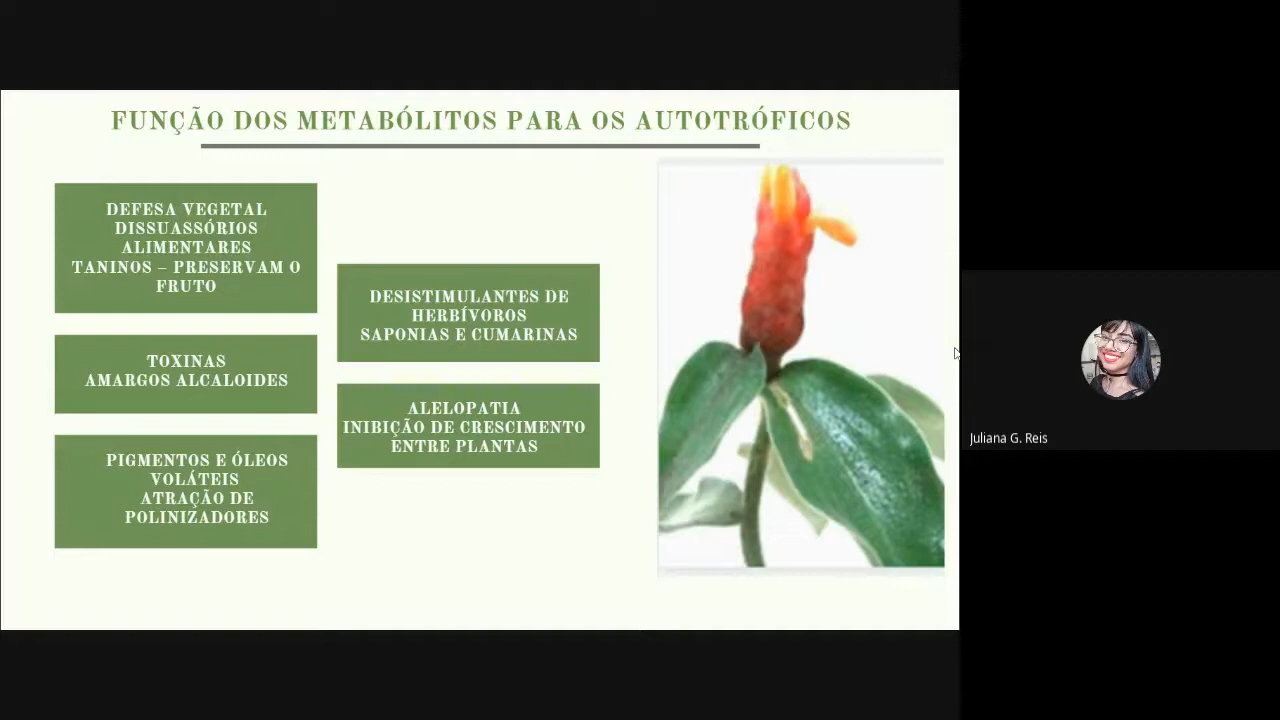 FUNÇÃO DOS METABÓLITOS PARA OS AUTOTRÓFICOS
DEFESA VEGETAL
DISSUASSÓRIOS
ALIMENTARES
TANINOS – PRESERVAM O
FRUTO
TOXINAS
AMARGOS ALCALOIDES
PIGMENTOS E ÓLEOS
VOLÁTEIS
ATRAÇÃO DE
POLINIZADORES
DESISTIMULANTES DE
HERBÍVOROS
SAPONIAS E CUMARINAS
ALELOPATIA
INIBIÇÃO DE CRESCIMENTO
ENTRE PLANTAS
Juliana G. Reis